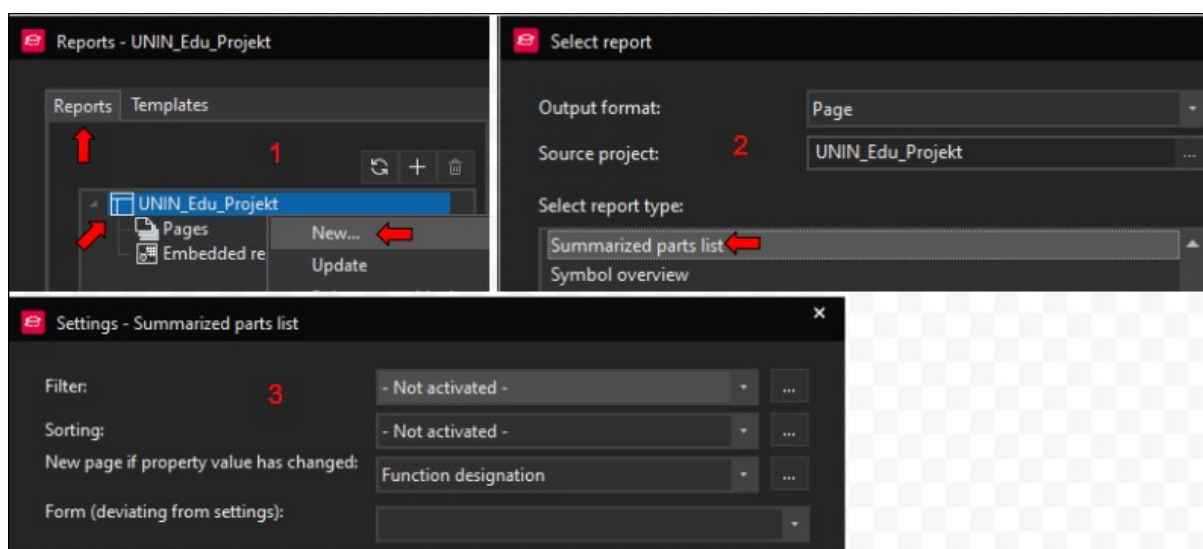 Reports - UNIN_Edu_Projekt
Reports Templates
1
UNIN_Edu_Projekt
Pages
Embedded re
New...
Update
Select report
Output format: Page
Source project: 2 UNIN_Edu_Projekt ...
Select report type:
Summarized parts list
Symbol overview
Settings - Summarized parts list
Filter: 3 - Not activated - ...
Sorting: - Not activated - ...
New page if property value has changed: Function designation ...
Form (deviating from settings):